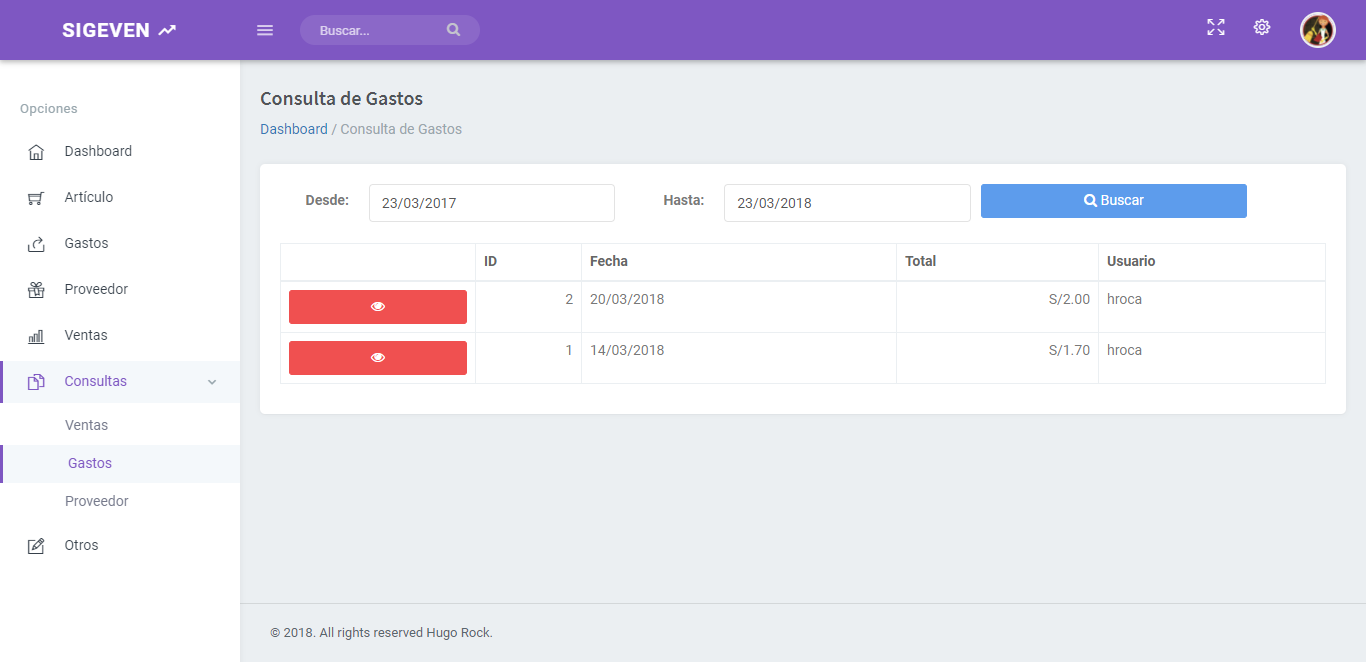 SIGEVEN
Buscar...
Opciones
Dashboard
Artículo
Gastos
Proveedor
Ventas
Consultas
Ventas
Gastos
Proveedor
Otros
Consulta de Gastos
Dashboard / Consulta de Gastos
Desde: 23/03/2017 Hasta: 23/03/2018 Buscar
ID Fecha Total Usuario
2 20/03/2018 S/2.00 hroca
1 14/03/2018 S/1.70 hroca
© 2018. All rights reserved Hugo Rock.